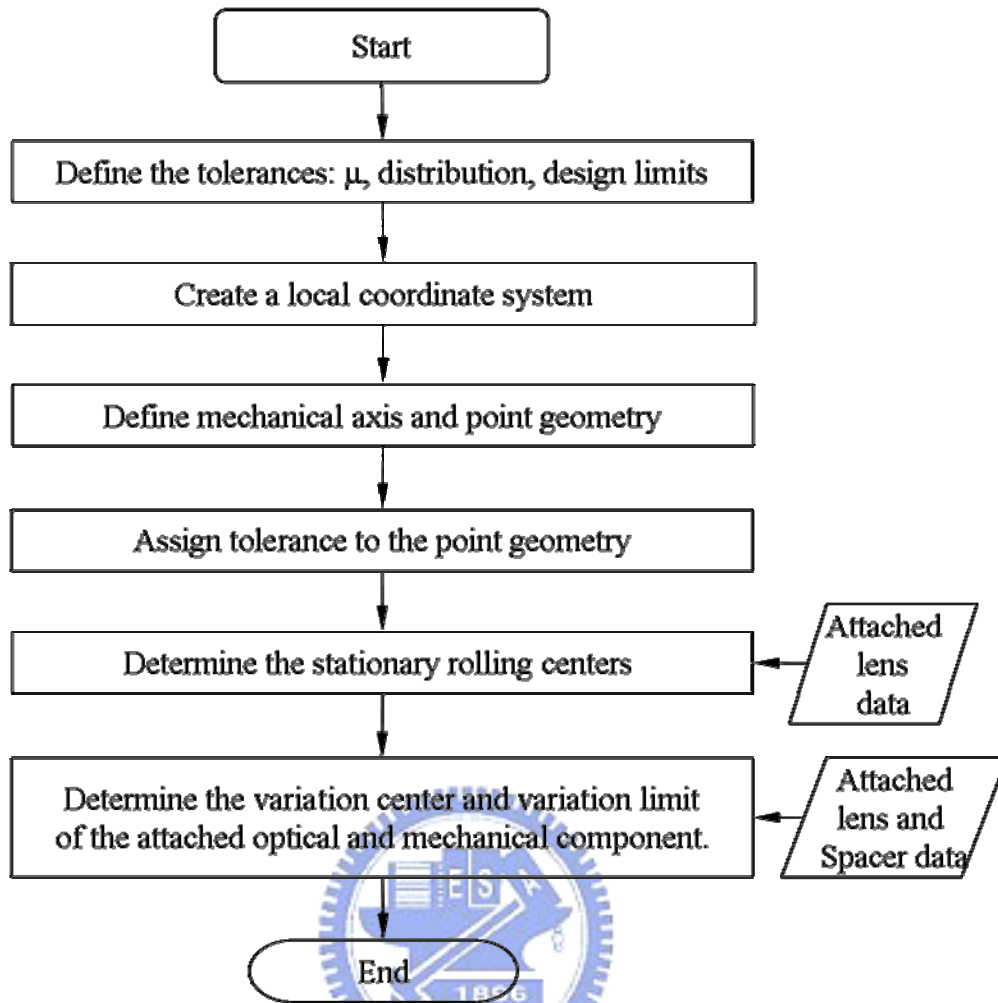 Start
Define the tolerances: μ, distribution, design limits
Create a local coordinate system
Define mechanical axis and point geometry
Assign tolerance to the point geometry
Determine the stationary rolling centers
Attached
lens
data
Determine the variation center and variation limit
of the attached optical and mechanical component.
Attached
lens and
Spacer data
E S A
End
1896